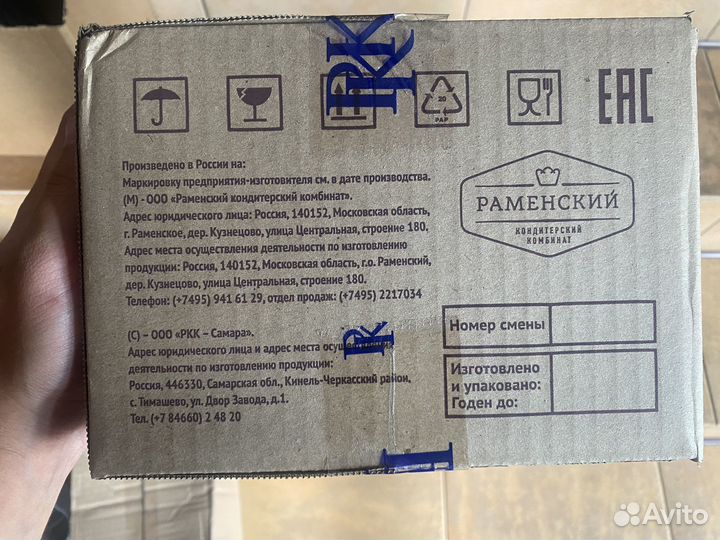 РК
20
PAP
ЕАС
Произведено в России на:
Маркировку предприятия-изготовителя см. в дате производства.
(М) - ООО «Раменский кондитерский комбинат».
Адрес юридического лица: Россия, 140152, Московская область,
г. Раменское, дер. Кузнецово, улица Центральная, строение 180.
Адрес места осуществления деятельности по изготовлению
продукции: Россия, 140152, Московская область, г.о. Раменский,
дер. Кузнецово, улица Центральная, строение 180.
Телефон: (+7495) 941 61 29, отдел продаж: (+7495) 2217034
РАМЕНСКИЙ
КОНДИТЕРСКИЙ
КОМБИНАТ
(С) – ООО «РКК – Самара».
Адрес юридического лица и адрес места осуществления
деятельности по изготовлению продукции:
Россия, 446330, Самарская обл., Кинель-Черкасский район,
с. Тимашево, ул. Двор Завода, д.1.
Тел. (+7 84660) 2 48 20
РК
Номер смены
Изготовлено
и упаковано:
Годен до:
Avito